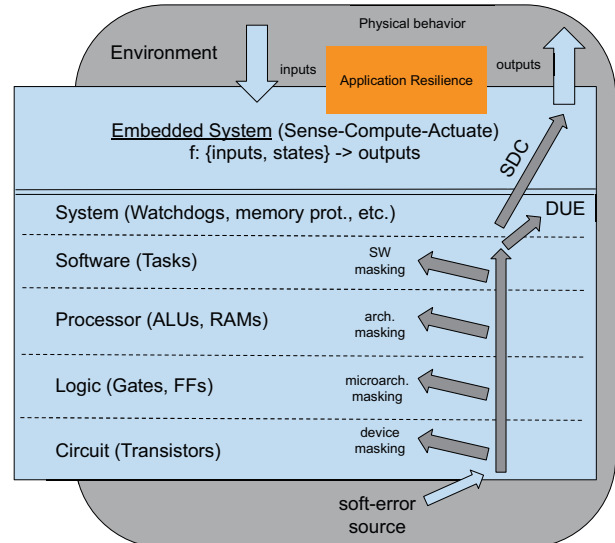 Physical behavior
Environment
inputs
Application Resilience
outputs
Embedded System (Sense-Compute-Actuate)
f: {inputs, states} -> outputs
SDC
System (Watchdogs, memory prot., etc.)
DUE
Software (Tasks)
SW
masking
Processor (ALUs, RAMs)
arch.
masking
Logic (Gates, FFs)
microarch.
masking
Circuit (Transistors)
device
masking
soft-error
source